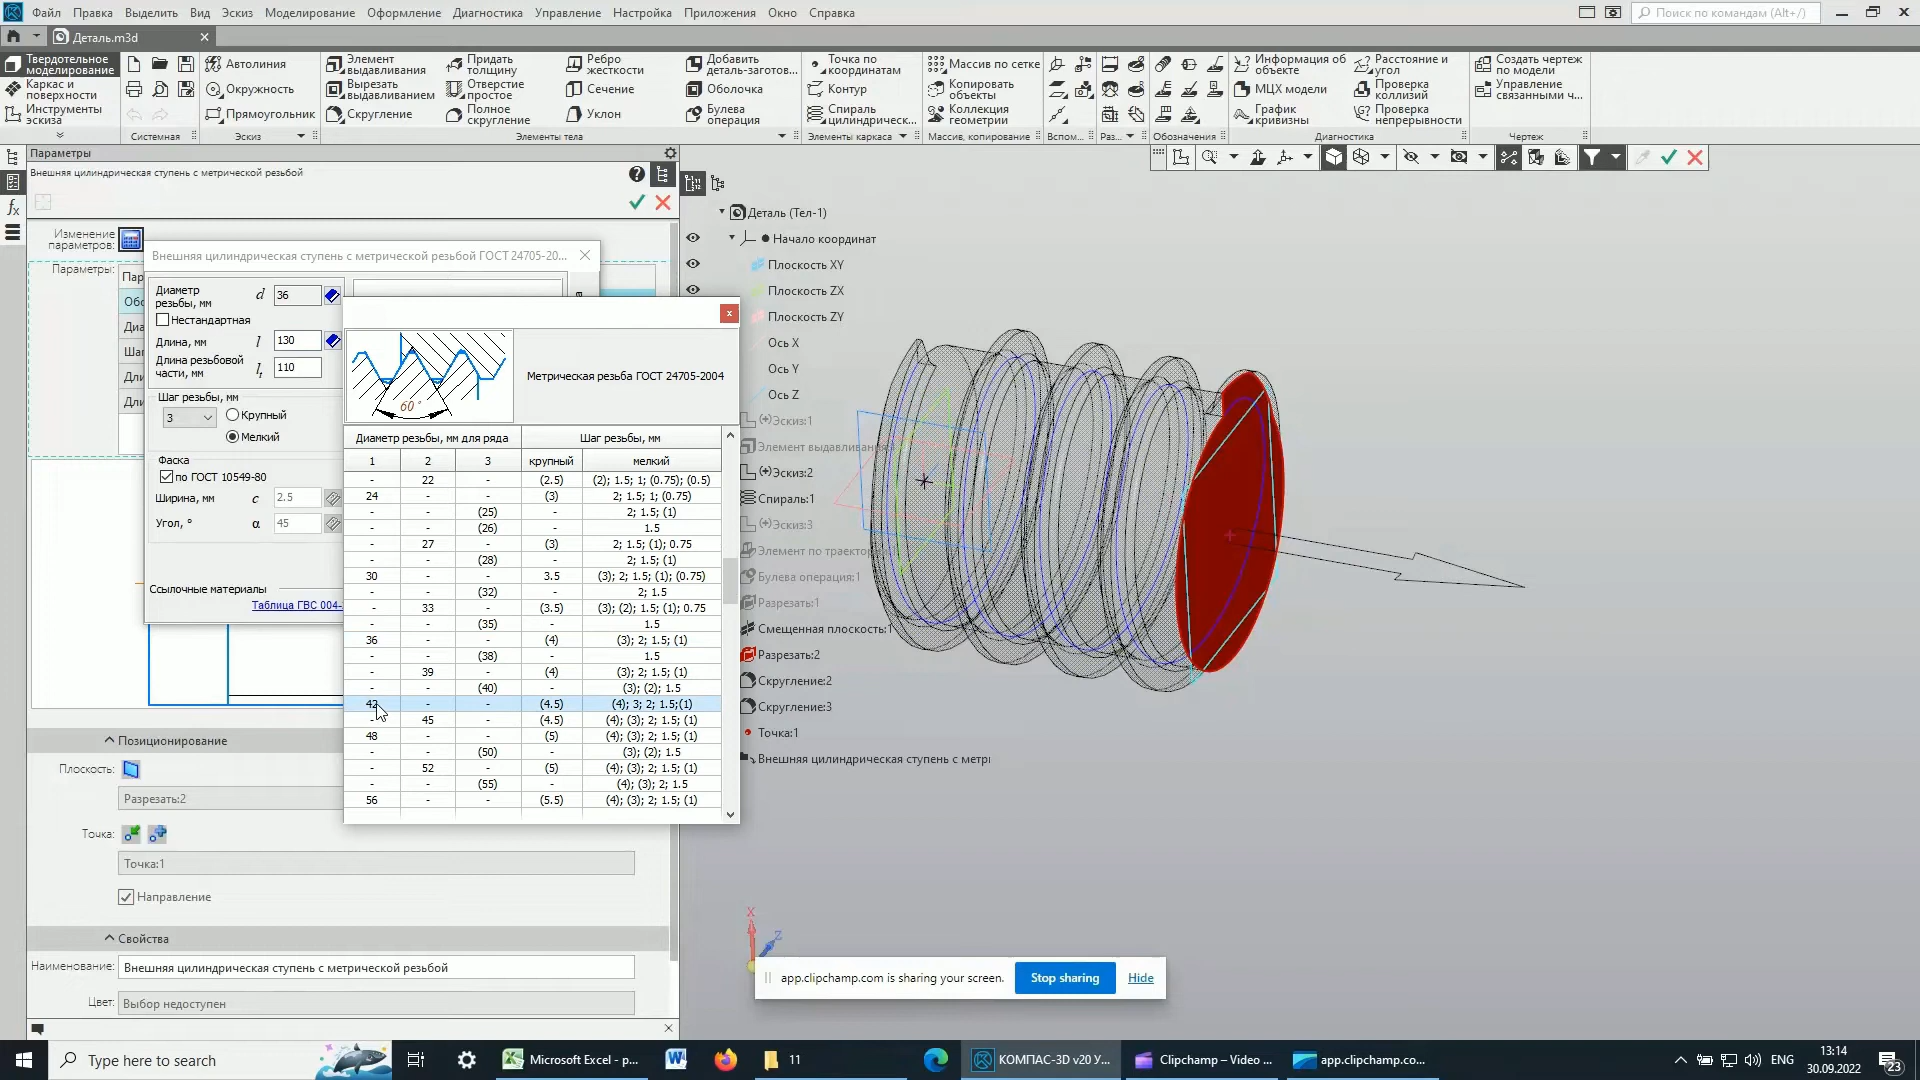 Файл Правка Выделить Вид Эскиз Моделирование Оформление Диагностика Управление Настройка Приложения Окно Справка
Поиск по командам (Alt+/)
Деталь.m3d
Твердотельное моделирование
Каркас и поверхности
Инструменты эскиза
Системная
Автолиния
Окружность
Прямоугольник
Эскиз
Элемент выдавливания
Вырезать выдавливанием
Скругление
Придать толщину
Отверстие простое
Полное скругление
Ребро жесткости
Сечение
Уклон
Добавить деталь-заготов...
Оболочка
Булева операция
Элементы тела
Точка по координатам
Контур
Спираль цилиндрическ...
Элементы каркаса
Массив по сетке
Копировать объекты
Коллекция геометрии
Массив, копирование
Вспом...
Раз...
Обозначения
Информация об объекте
МЦХ модели
График кривизны
Расстояние и угол
Проверка коллизий
Проверка непрерывности
Диагностика
Создать чертеж по модели
Управление связанными ч...
Чертеж
Параметры
Внешняя цилиндрическая ступень с метрической резьбой
Изменение параметров:
Параметры:
Пар
Обо
Диа
Шаг
Дли
Дли
Внешняя цилиндрическая ступень с метрической резьбой ГОСТ 24705-20...
Диаметр резьбы, мм d 36
Нестандартная
Длина, мм l 130
Длина резьбовой части, мм 110
Шаг резьбы, мм
3
Крупный
Мелкий
Фаска
по ГОСТ 10549-80
Ширина, мм c 2.5
Угол, ° α 45
Ссылочные материалы
Таблица ГВС 004-
60°
Метрическая резьба ГОСТ 24705-2004
Диаметр резьбы, мм для ряда Шаг резьбы, мм
1 2 3 крупный мелкий
- 22 - (2.5) (2); 1.5; 1; (0.75); (0.5)
24 - - (3) 2; 1.5; 1; (0.75)
- - (25) - 2; 1.5; (1)
- - (26) - 1.5
- 27 - (3) 2; 1.5; (1); 0.75
- - (28) - 2; 1.5; (1)
30 - - 3.5 (3); 2; 1.5; (1); (0.75)
- - (32) - 2; 1.5
- 33 - (3.5) (3); (2); 1.5; (1); 0.75
- - (35) - 1.5
36 - - (4) (3); 2; 1.5; (1)
- - (38) - 1.5
- 39 - (4) (3); 2; 1.5; (1)
- - (40) - (3); (2); 1.5
42 - - (4.5) (4); 3; 2; 1.5;(1)
- 45 - (4.5) (4); (3); 2; 1.5; (1)
48 - - (5) (4); (3); 2; 1.5; (1)
- - (50) - (3); (2); 1.5
- 52 - (5) (4); (3); 2; 1.5; (1)
- - (55) - (4); (3); 2; 1.5
56 - - (5.5) (4); (3); 2; 1.5; (1)
Деталь (Тел-1)
Начало координат
Плоскость XY
Плоскость ZX
Плоскость ZY
Ось X
Ось Y
Ось Z
(+)Эскиз:1
Элемент выдавливания
(+)Эскиз:2
Спираль:1
(+)Эскиз:3
Элемент по траектор
Булева операция:1
Разрезать:1
Смещенная плоскость:1
Разрезать:2
Скругление:2
Скругление:3
Точка:1
Внешняя цилиндрическая ступень с метри
Позиционирование
Плоскость:
Разрезать:2
Точка:
Точка:1
Направление
Свойства
Наименование: Внешняя цилиндрическая ступень с метрической резьбой
Цвет: Выбор недоступен
X
Z
app.clipchamp.com is sharing your screen. Stop sharing Hide
Type here to search
Microsoft Excel - p...
11
КОМПАС-3D v20 У...
Clipchamp – Video ...
app.clipchamp.co...
ENG
13:14
30.09.2022
23